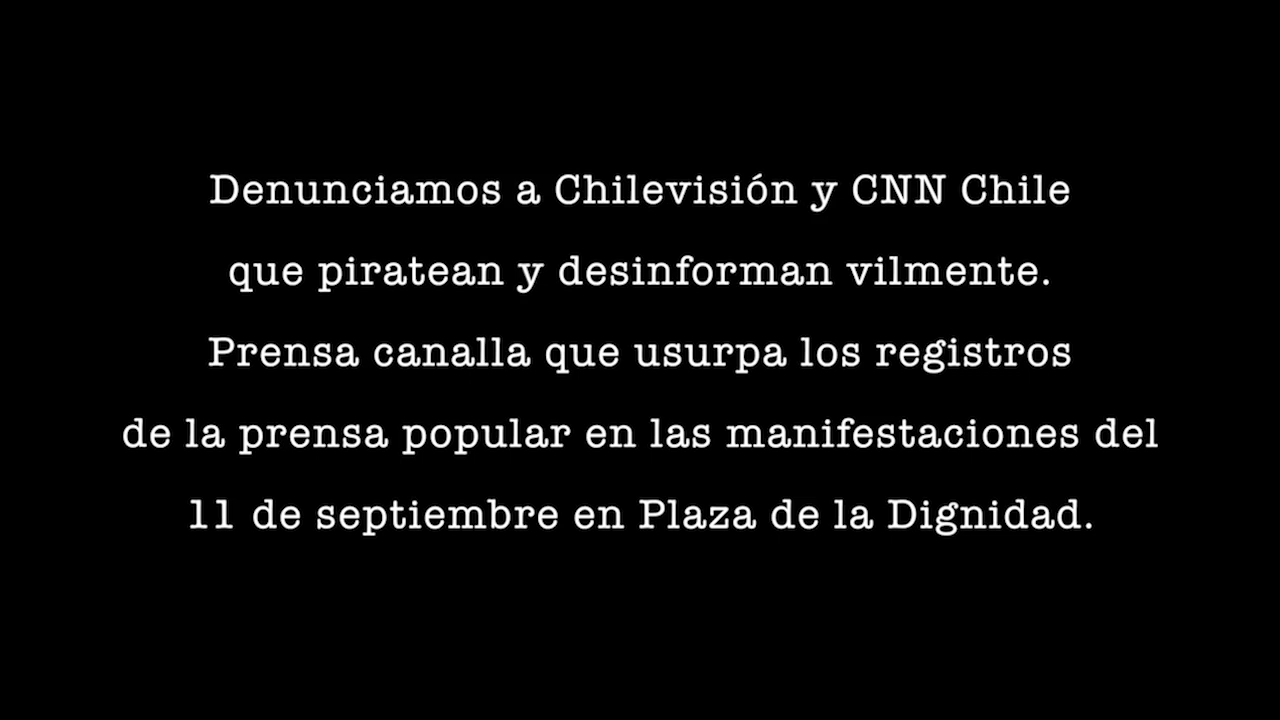 Denunciamos a Chilevisión y CNN Chile
que piratean y desinforman vilmente.
Prensa canalla que usurpa los registros
de la prensa popular en las manifestaciones del
11 de septiembre en Plaza de la Dignidad.